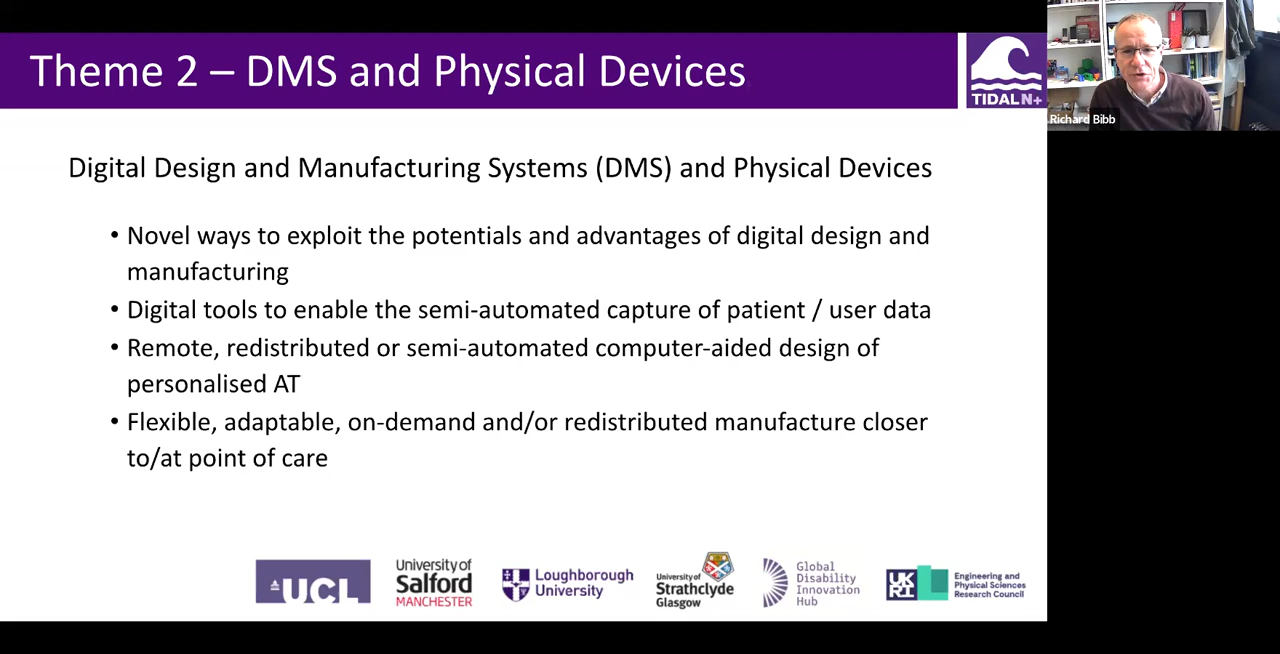 Theme 2 – DMS and Physical Devices
TIDAL N+
Richard Bibb
Digital Design and Manufacturing Systems (DMS) and Physical Devices
• Novel ways to exploit the potentials and advantages of digital design and
manufacturing
• Digital tools to enable the semi-automated capture of patient / user data
• Remote, redistributed or semi-automated computer-aided design of
personalised AT
• Flexible, adaptable, on-demand and/or redistributed manufacture closer
to/at point of care
UCL
University of
Salford
MANCHESTER
Loughborough
University
University of
Strathclyde
Glasgow
Global
Disability
Innovation
Hub
UK
RI
Engineering and
Physical Sciences
Research Council